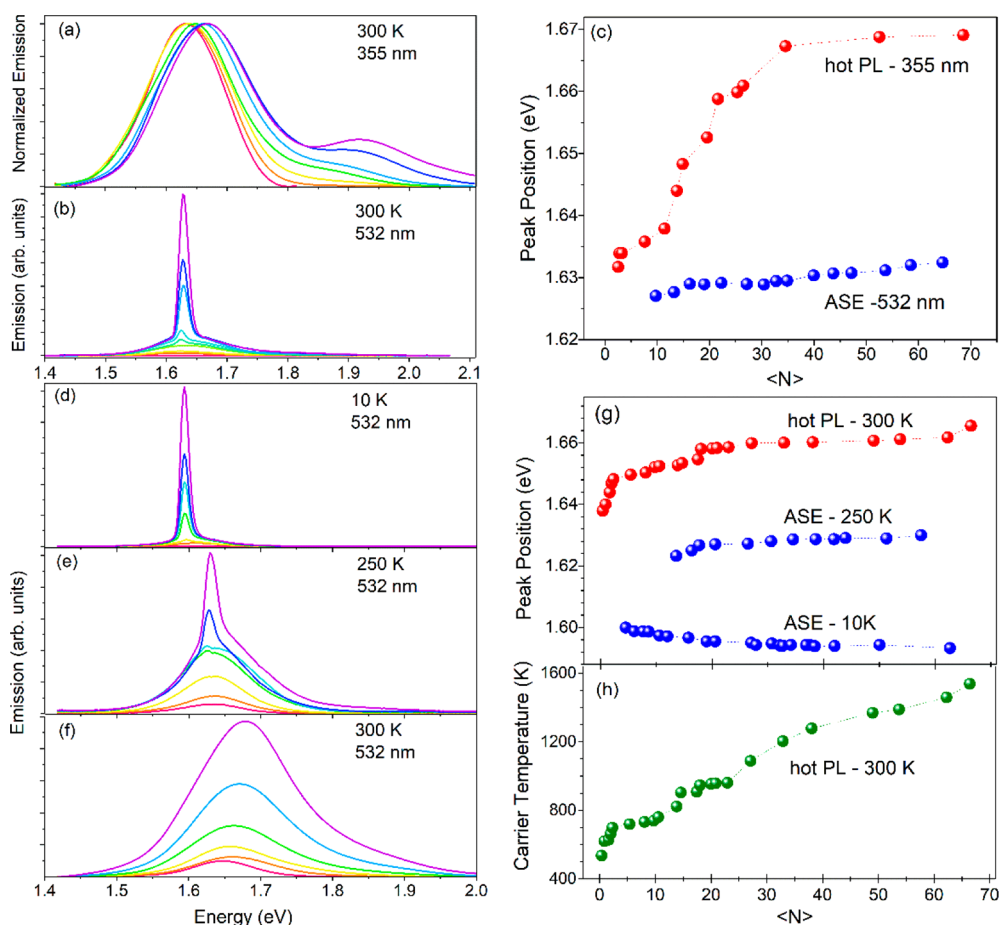 (a)
300 K
355 nm
Normalized Emission
(b)
300 K
532 nm
Emission (arb. units)
1.4 1.5 1.6 1.7 1.8 1.9 2.0 2.1
(c)
1.67
1.66
1.65
1.64
1.63
1.62
Peak Position (eV)
hot PL - 355 nm
ASE -532 nm
0 10 20 30 40 50 60 70
<N>
(d)
10 K
532 nm
(e)
250 K
532 nm
Emission (arb. units)
(f)
300 K
532 nm
1.4 1.5 1.6 1.7 1.8 1.9 2.0
Energy (eV)
(g)
hot PL - 300 K
1.66
1.64
1.62
1.60
Peak Position (eV)
ASE - 250 K
ASE - 10K
(h)
1600
1200
800
400
Carrier Temperature (K)
hot PL - 300 K
0 10 20 30 40 50 60 70
<N>